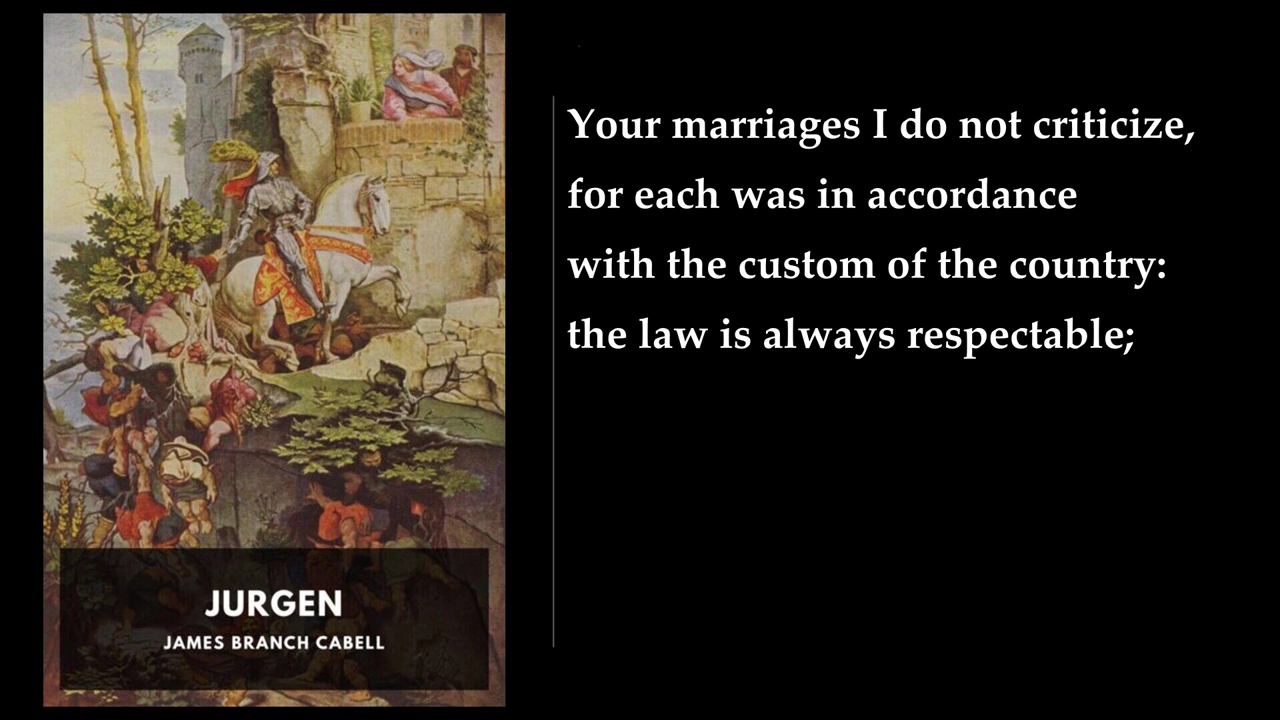 JURGEN
JAMES BRANCH CABELL
Your marriages I do not criticize,
for each was in accordance
with the custom of the country:
the law is always respectable;